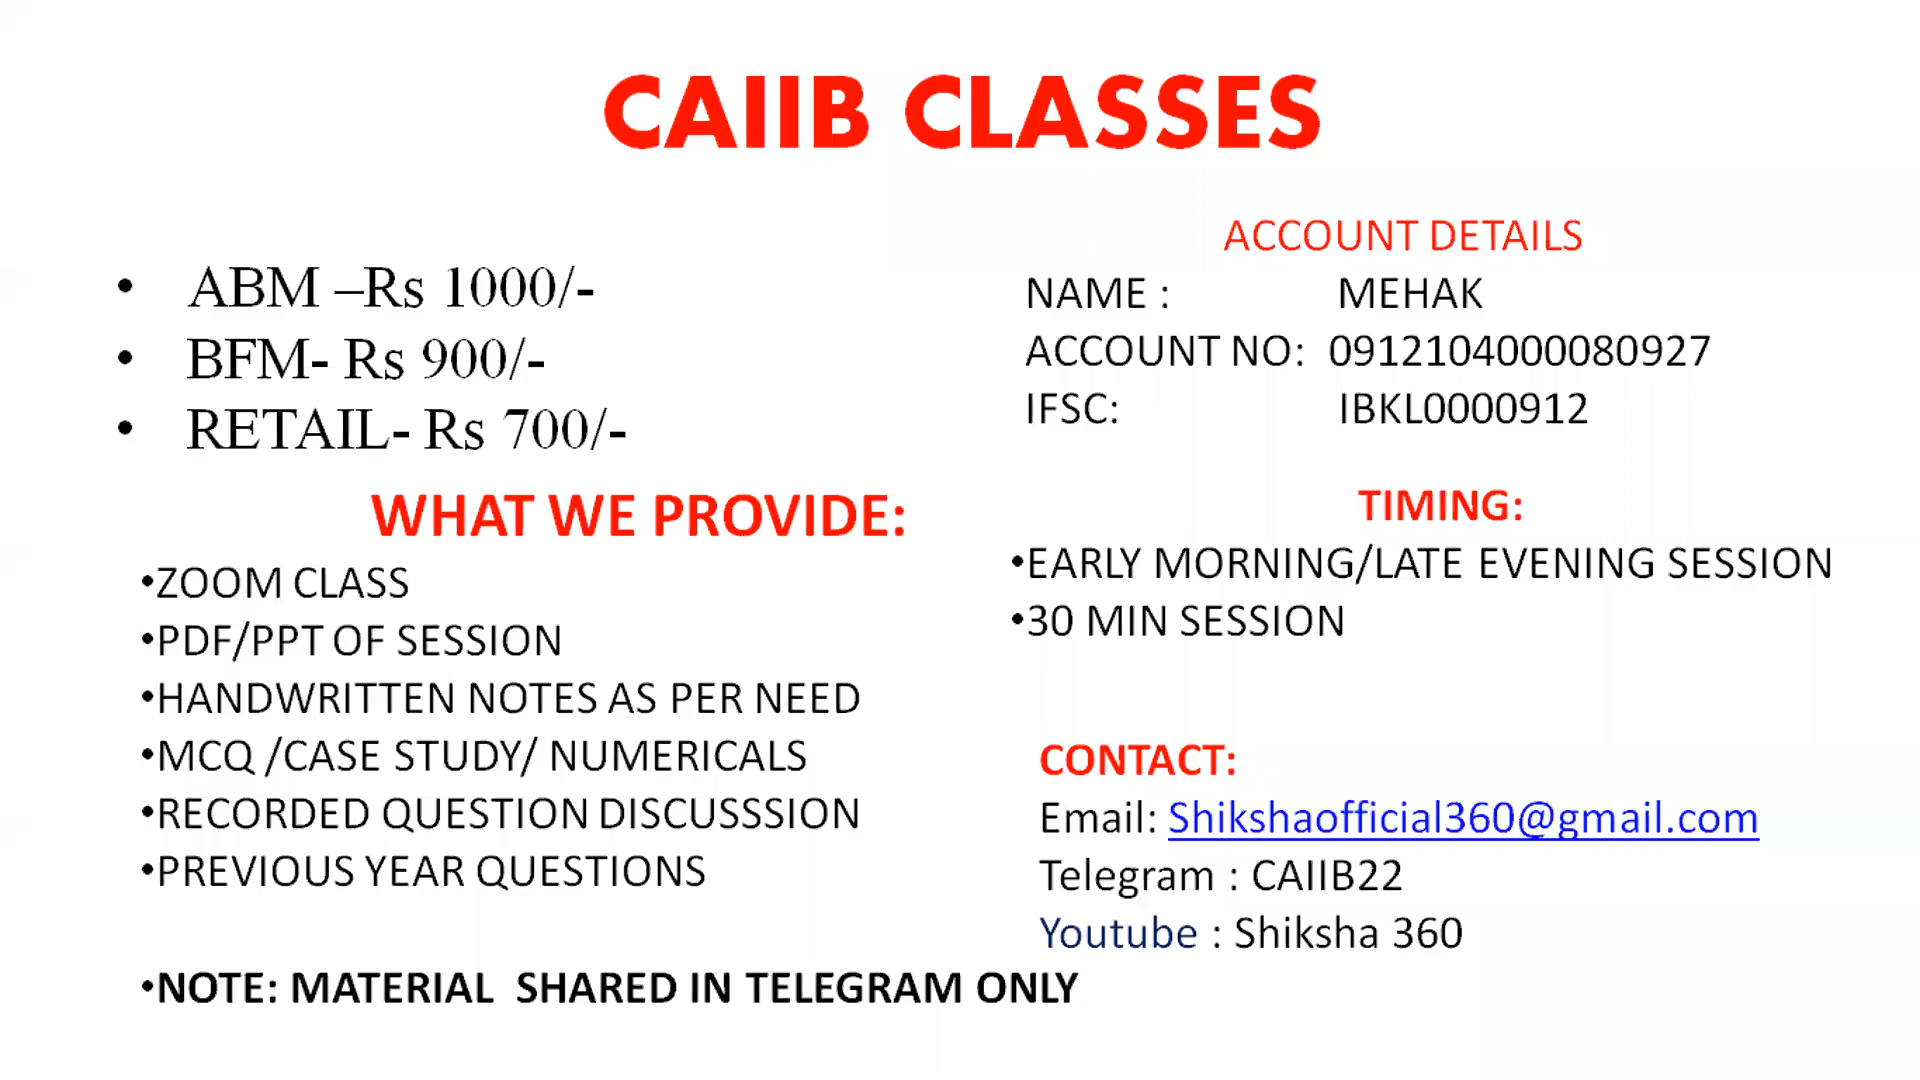 CAIIB CLASSES
• ABM –Rs 1000/-
• BFM- Rs 900/-
• RETAIL- Rs 700/-
WHAT WE PROVIDE:
•ZOOM CLASS
•PDF/PPT OF SESSION
•HANDWRITTEN NOTES AS PER NEED
•MCQ /CASE STUDY/ NUMERICALS
•RECORDED QUESTION DISCUSSSION
•PREVIOUS YEAR QUESTIONS
•NOTE: MATERIAL SHARED IN TELEGRAM ONLY
ACCOUNT DETAILS
NAME : MEHAK
ACCOUNT NO: 0912104000080927
IFSC: IBKL0000912
TIMING:
•EARLY MORNING/LATE EVENING SESSION
•30 MIN SESSION
CONTACT:
Email: Shikshaofficial360@gmail.com
Telegram : CAIIB22
Youtube : Shiksha 360